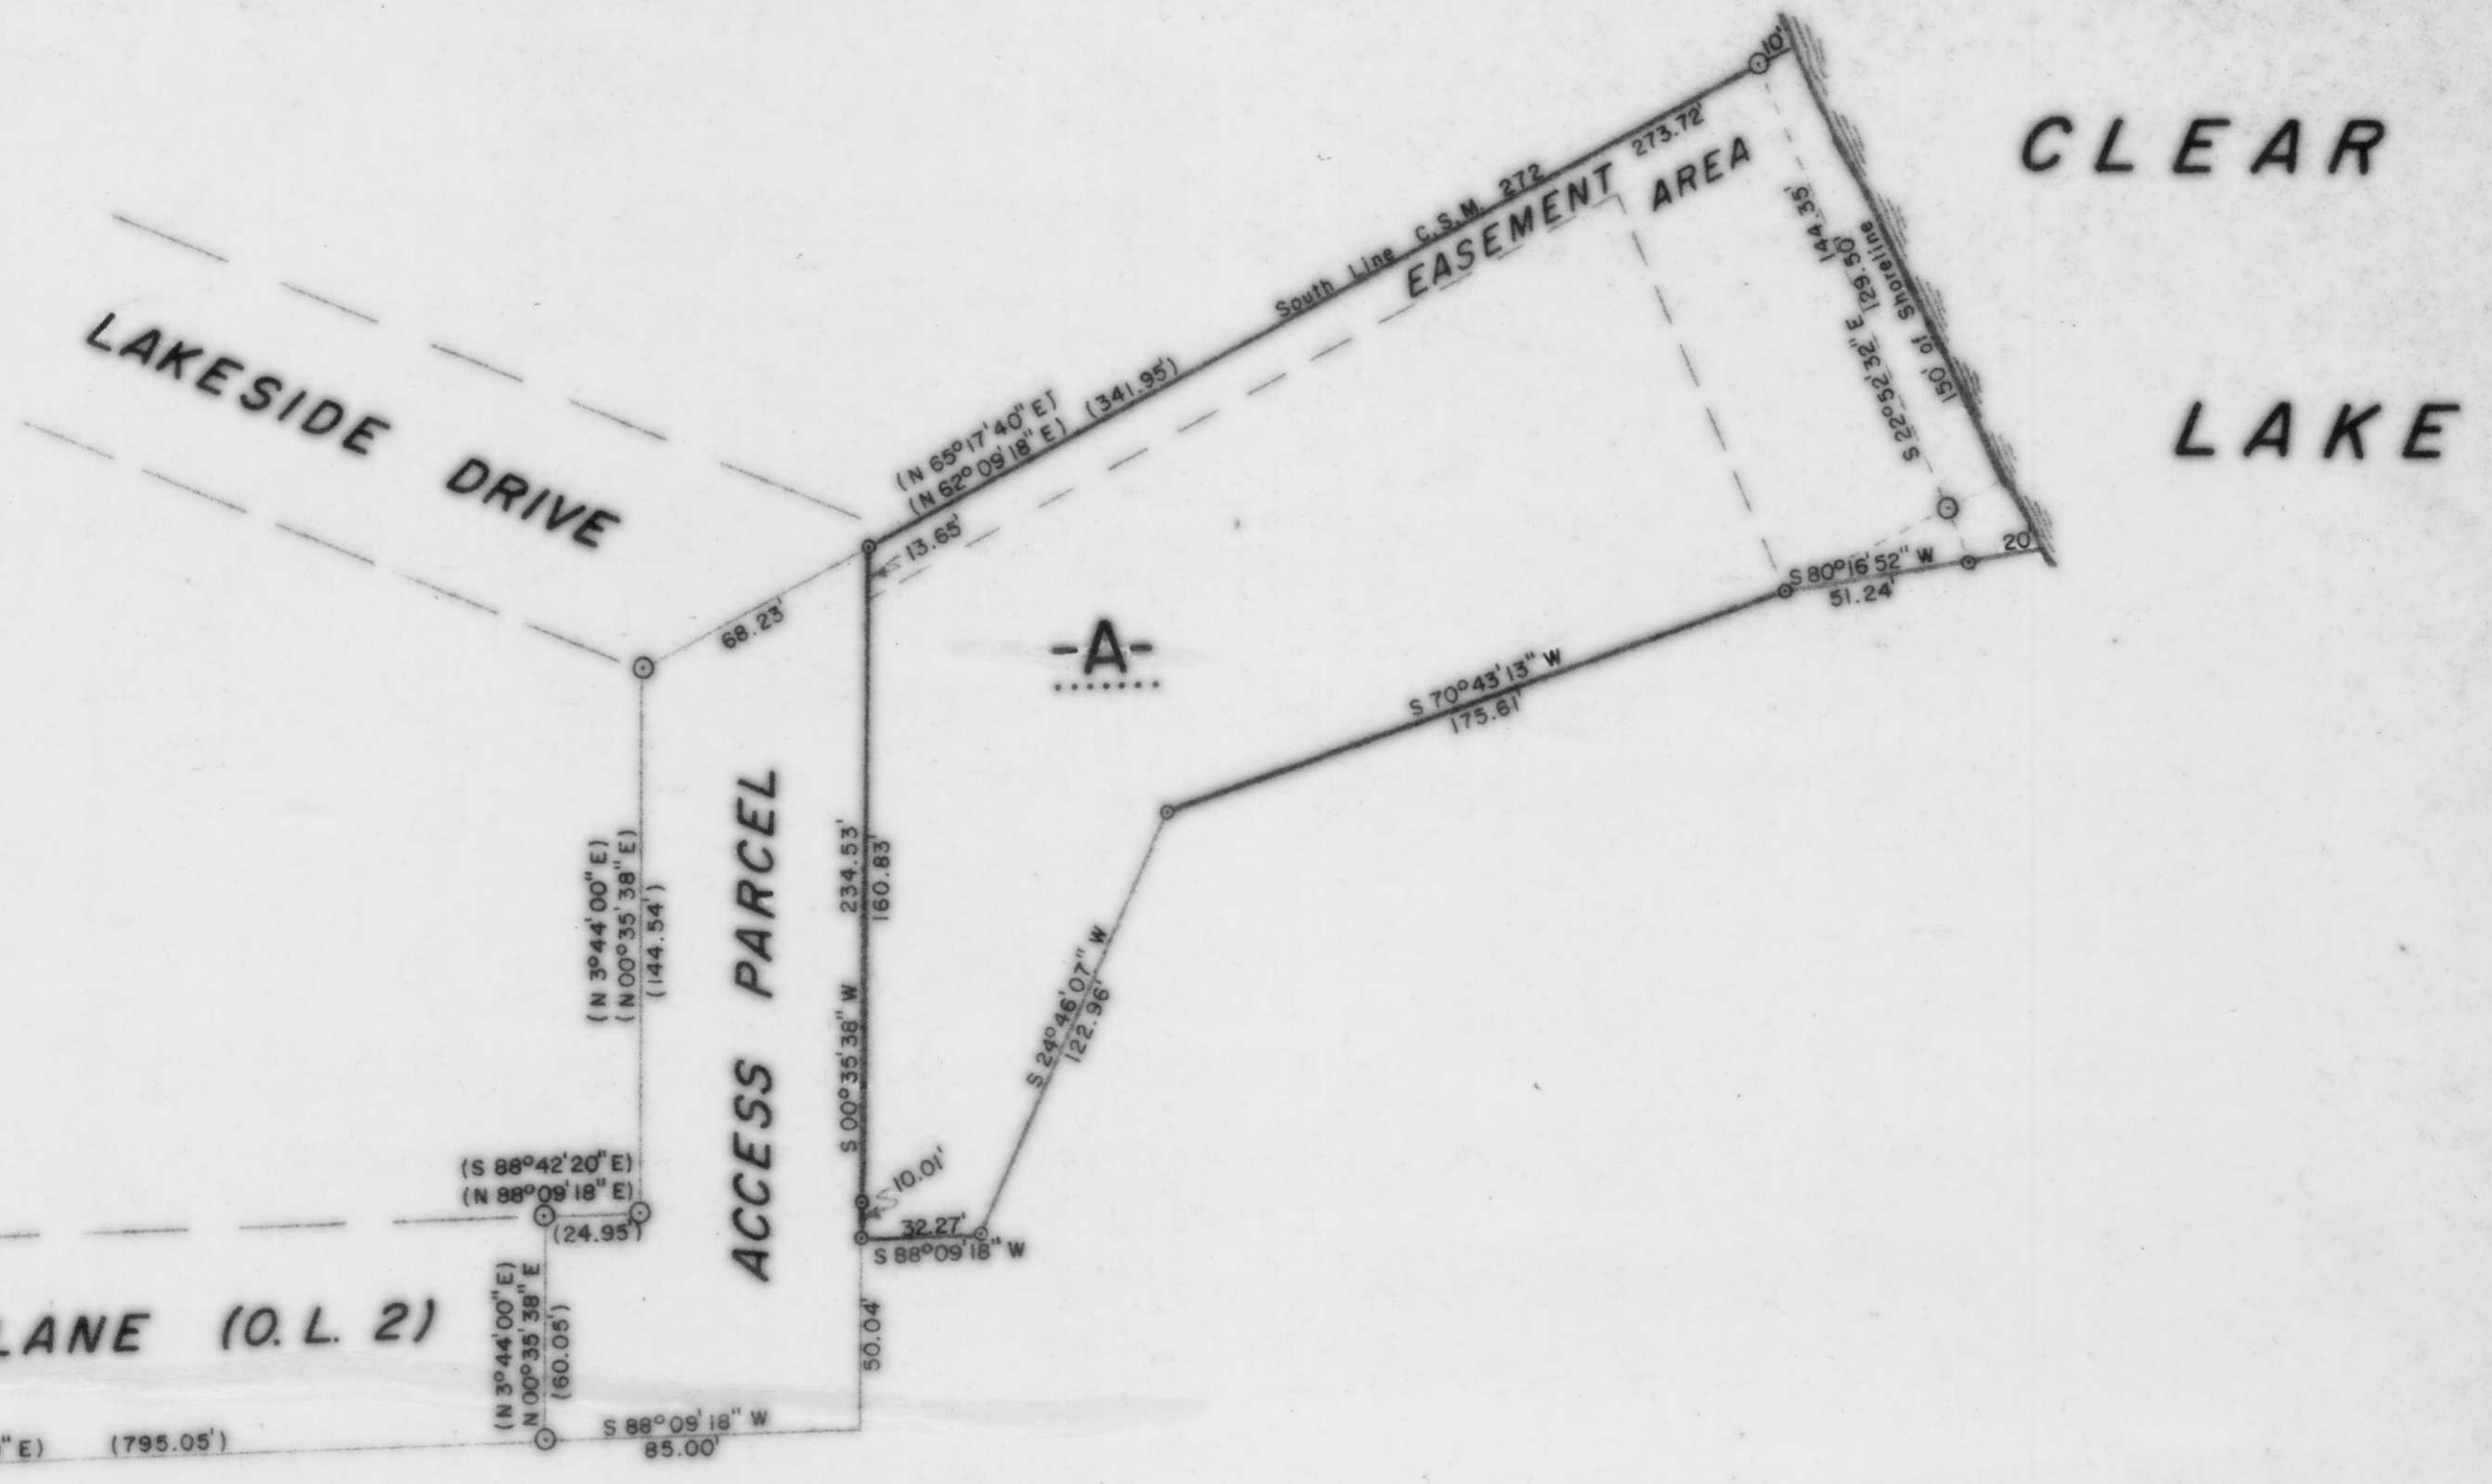 10'
CLEAR
273.72'
EASEMENT AREA
South Line C.S.M. 272
144.35'
S 22°52'32" E 129.50'
150' of Shoreline
LAKESIDE DRIVE
LAKE
(N 65°17'40" E)
(N 62°09'18" E) (341.95')
13.65'
68.23'
20'
S 80°16'52" W
51.24'
-A-
S 70°43'13" W
175.61'
ACCESS PARCEL
(N 3°44'00" E)
(N 00°35'38" E)
(144.54')
234.53'
160.83'
S 00°35'38" W
S 24°46'07" W
122.96'
(S 88°42'20" E)
(N 88°09'18" E)
(24.95')
10.01'
32.27'
S 88°09'18" W
LANE (O. L. 2)
(N 3°44'00" E)
N 00°35'38" E
(60.05')
50.04'
S 88°09'18" W
85.00'
" E) (795.05')